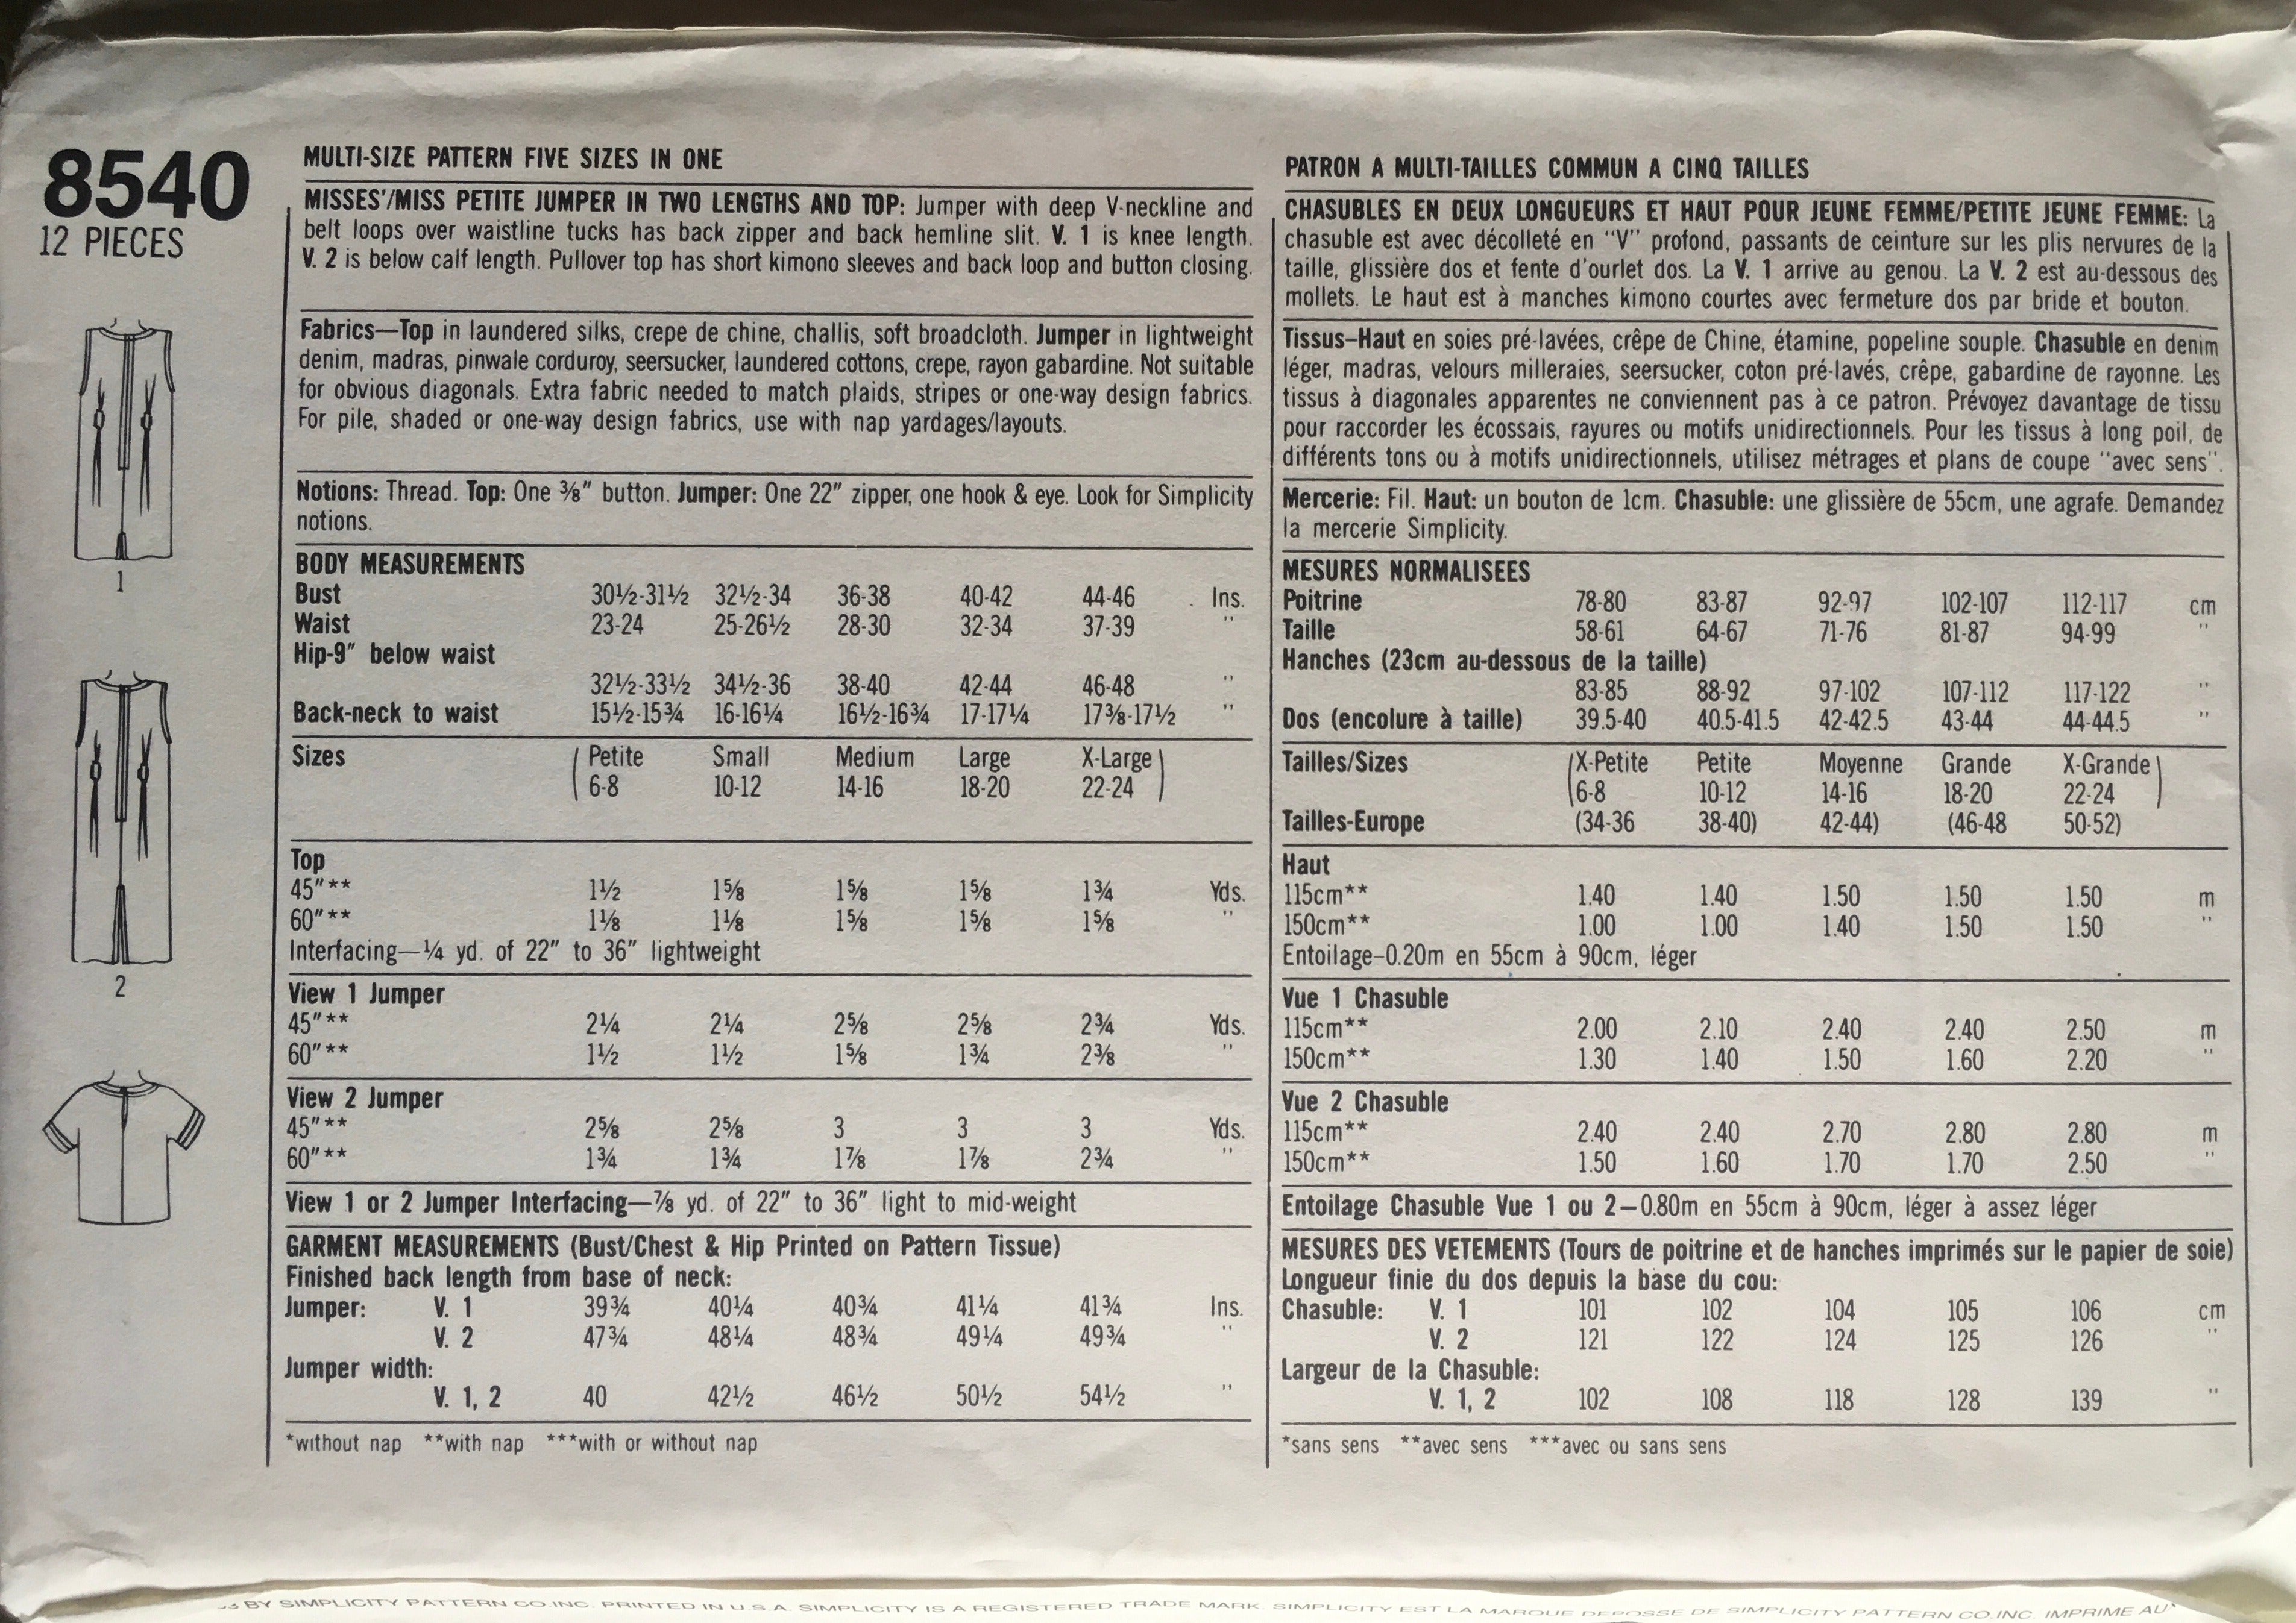 8540
12 PIECES
1
2
MULTI-SIZE PATTERN FIVE SIZES IN ONE
MISSES'/MISS PETITE JUMPER IN TWO LENGTHS AND TOP: Jumper with deep V-neckline and
belt loops over waistline tucks has back zipper and back hemline slit. V. 1 is knee length.
V. 2 is below calf length. Pullover top has short kimono sleeves and back loop and button closing.
Fabrics—Top in laundered silks, crepe de chine, challis, soft broadcloth. Jumper in lightweight
denim, madras, pinwale corduroy, seersucker, laundered cottons, crepe, rayon gabardine. Not suitable
for obvious diagonals. Extra fabric needed to match plaids, stripes or one-way design fabrics.
For pile, shaded or one-way design fabrics, use with nap yardages/layouts.
Notions: Thread. Top: One ⅜" button. Jumper: One 22" zipper, one hook & eye. Look for Simplicity
notions.
BODY MEASUREMENTS
Bust 30½-31½ 32½-34 36-38 40-42 44-46 Ins.
Waist 23-24 25-26½ 28-30 32-34 37-39 "
Hip-9" below waist
32½-33½ 34½-36 38-40 42-44 46-48 "
Back-neck to waist 15½-15¾ 16-16¼ 16½-16¾ 17-17¼ 17⅜-17½ "
Sizes (Petite Small Medium Large X-Large)
6-8 10-12 14-16 18-20 22-24
Top
45"** 1½ 1⅝ 1⅝ 1⅝ 1¾ Yds.
60"** 1⅛ 1⅛ 1⅝ 1⅝ 1⅝ "
Interfacing—¼ yd. of 22" to 36" lightweight
View 1 Jumper
45"** 2¼ 2¼ 2⅝ 2⅝ 2¾ Yds.
60"** 1½ 1½ 1⅝ 1¾ 2⅜ "
View 2 Jumper
45"** 2⅝ 2⅝ 3 3 3 Yds.
60"** 1¾ 1¾ 1⅞ 1⅞ 2¾ "
View 1 or 2 Jumper Interfacing—⅞ yd. of 22" to 36" light to mid-weight
GARMENT MEASUREMENTS (Bust/Chest & Hip Printed on Pattern Tissue)
Finished back length from base of neck:
Jumper: V. 1 39¾ 40¼ 40¾ 41¼ 41¾ Ins.
V. 2 47¾ 48¼ 48¾ 49¼ 49¾ "
Jumper width:
V. 1, 2 40 42½ 46½ 50½ 54½ "
*without nap **with nap ***with or without nap
PATRON A MULTI-TAILLES COMMUN A CINQ TAILLES
CHASUBLES EN DEUX LONGUEURS ET HAUT POUR JEUNE FEMME/PETITE JEUNE FEMME: La
chasuble est avec décolleté en "V" profond, passants de ceinture sur les plis nervures de la
taille, glissière dos et fente d'ourlet dos. La V. 1 arrive au genou. La V. 2 est au-dessous des
mollets. Le haut est à manches kimono courtes avec fermeture dos par bride et bouton.
Tissus–Haut en soies pré-lavées, crêpe de Chine, étamine, popeline souple. Chasuble en denim
léger, madras, velours milleraies, seersucker, coton pré-lavés, crêpe, gabardine de rayonne. Les
tissus à diagonales apparentes ne conviennent pas à ce patron. Prévoyez davantage de tissu
pour raccorder les écossais, rayures ou motifs unidirectionnels. Pour les tissus à long poil, de
différents tons ou à motifs unidirectionnels, utilisez métrages et plans de coupe "avec sens".
Mercerie: Fil. Haut: un bouton de 1cm. Chasuble: une glissière de 55cm, une agrafe. Demandez
la mercerie Simplicity.
MESURES NORMALISEES
Poitrine 78-80 83-87 92-97 102-107 112-117 cm
Taille 58-61 64-67 71-76 81-87 94-99 "
Hanches (23cm au-dessous de la taille)
83-85 88-92 97-102 107-112 117-122 "
Dos (encolure à taille) 39.5-40 40.5-41.5 42-42.5 43-44 44-44.5 "
Tailles/Sizes (X-Petite Petite Moyenne Grande X-Grande)
6-8 10-12 14-16 18-20 22-24
Tailles-Europe (34-36 38-40) 42-44) (46-48 50-52)
Haut
115cm** 1.40 1.40 1.50 1.50 1.50 m
150cm** 1.00 1.00 1.40 1.50 1.50 "
Entoilage–0.20m en 55cm à 90cm, léger
Vue 1 Chasuble
115cm** 2.00 2.10 2.40 2.40 2.50 m
150cm** 1.30 1.40 1.50 1.60 2.20 "
Vue 2 Chasuble
115cm** 2.40 2.40 2.70 2.80 2.80 m
150cm** 1.50 1.60 1.70 1.70 2.50 "
Entoilage Chasuble Vue 1 ou 2–0.80m en 55cm à 90cm, léger à assez léger
MESURES DES VETEMENTS (Tours de poitrine et de hanches imprimés sur le papier de soie)
Longueur finie du dos depuis la base du cou:
Chasuble: V. 1 101 102 104 105 106 cm
V. 2 121 122 124 125 126 "
Largeur de la Chasuble:
V. 1, 2 102 108 118 128 139 "
*sans sens **avec sens ***avec ou sans sens
BY SIMPLICITY PATTERN CO.INC. PRINTED IN U.S.A. SIMPLICITY IS A REGISTERED TRADE MARK. SIMPLICITY EST LA MARQUE DEPOSSE DE SIMPLICITY PATTERN CO.INC. IMPRIME AU